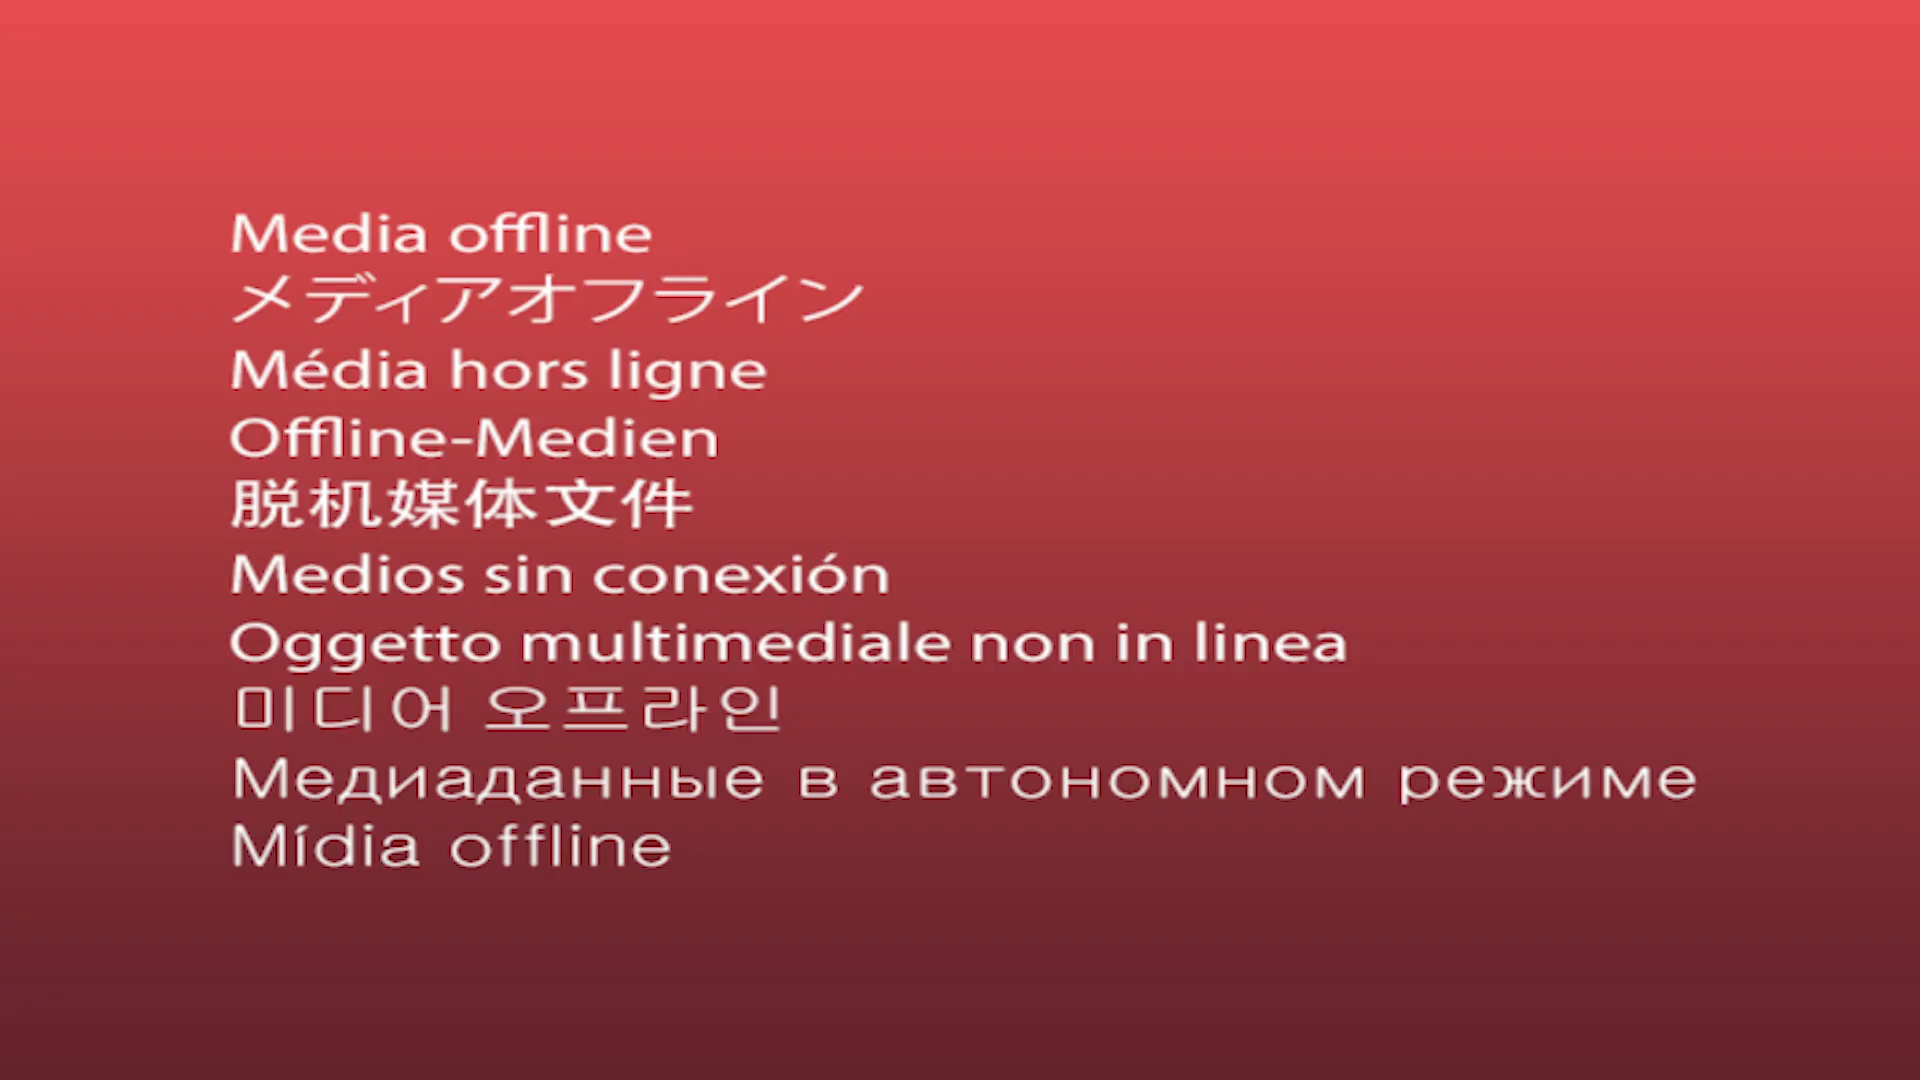 Media offline
メディアオフライン
Média hors ligne
Offline-Medien
脱机媒体文件
Medios sin conexión
Oggetto multimediale non in linea
미디어 오프라인
Медиаданные в автономном режиме
Mídia offline